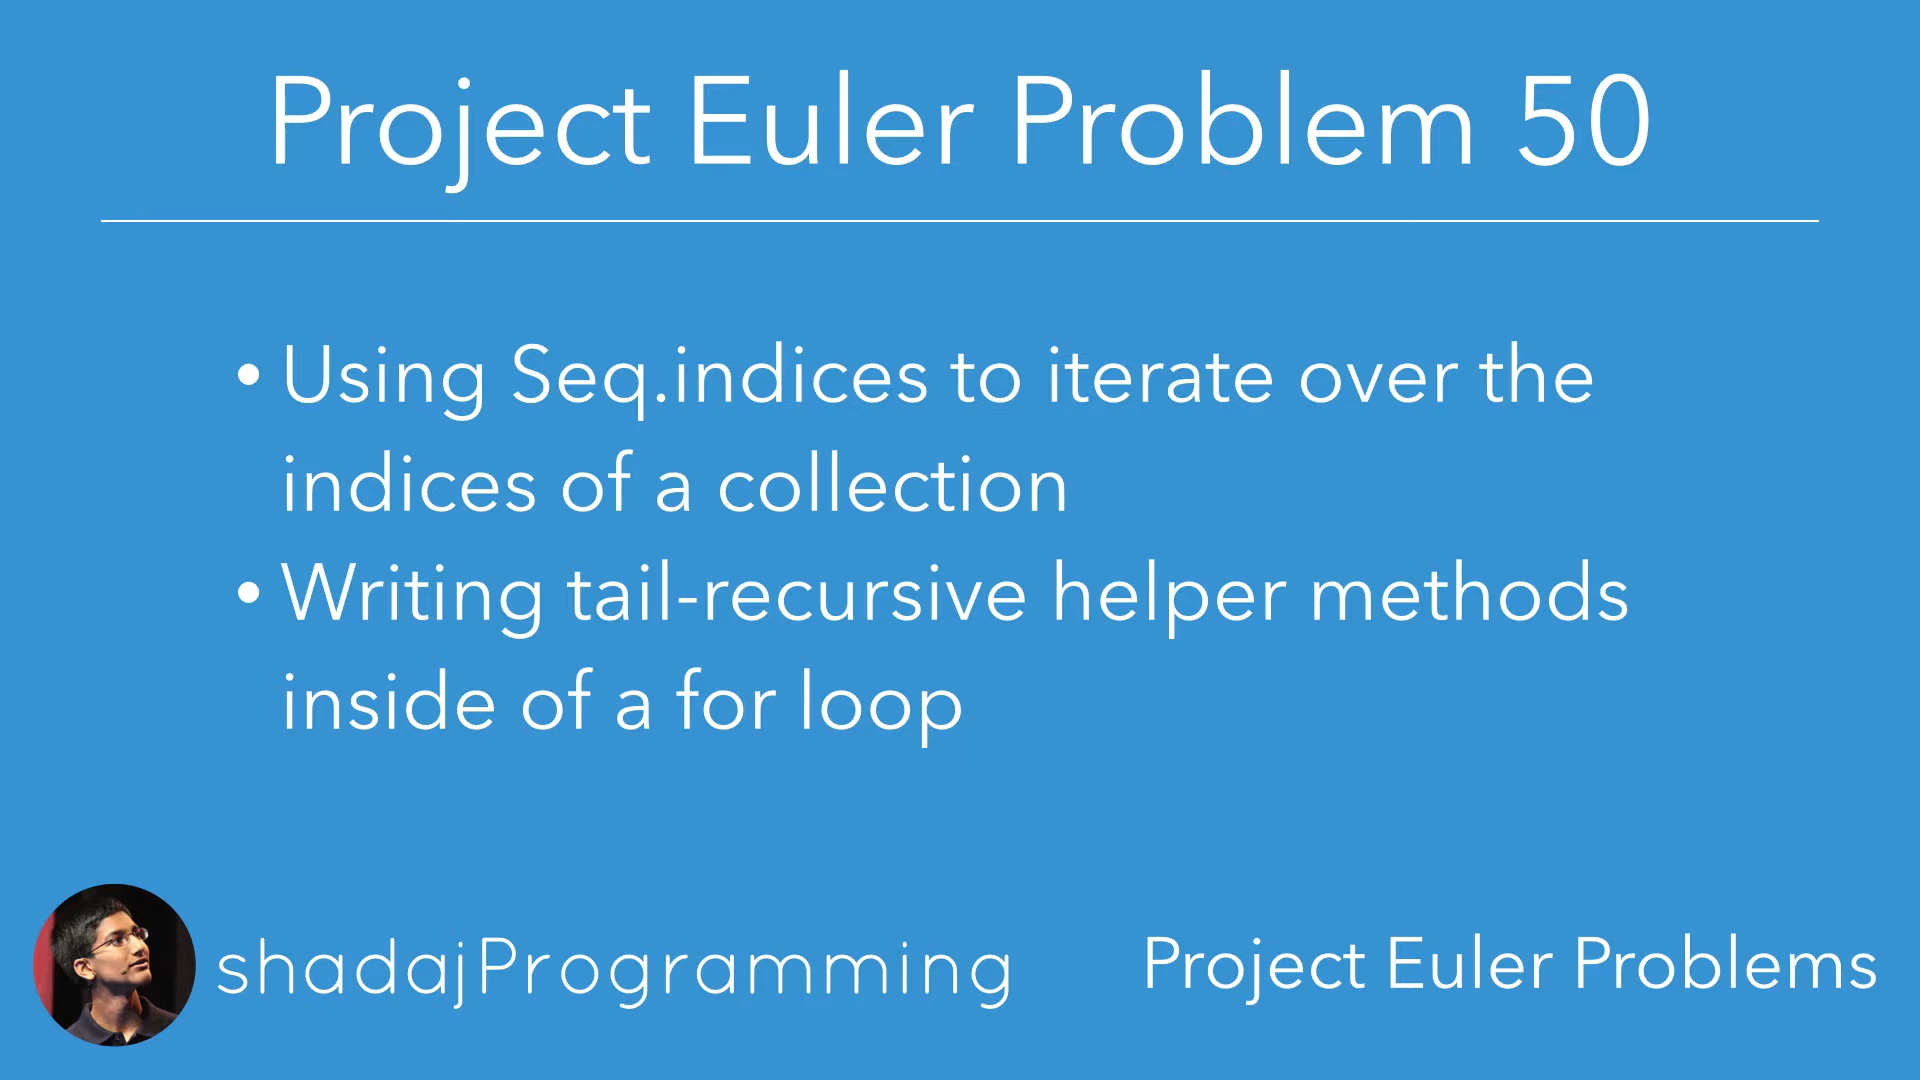 Project Euler Problem 50
• Using Seq.indices to iterate over the
indices of a collection
• Writing tail-recursive helper methods
inside of a for loop
shadajProgramming
Project Euler Problems